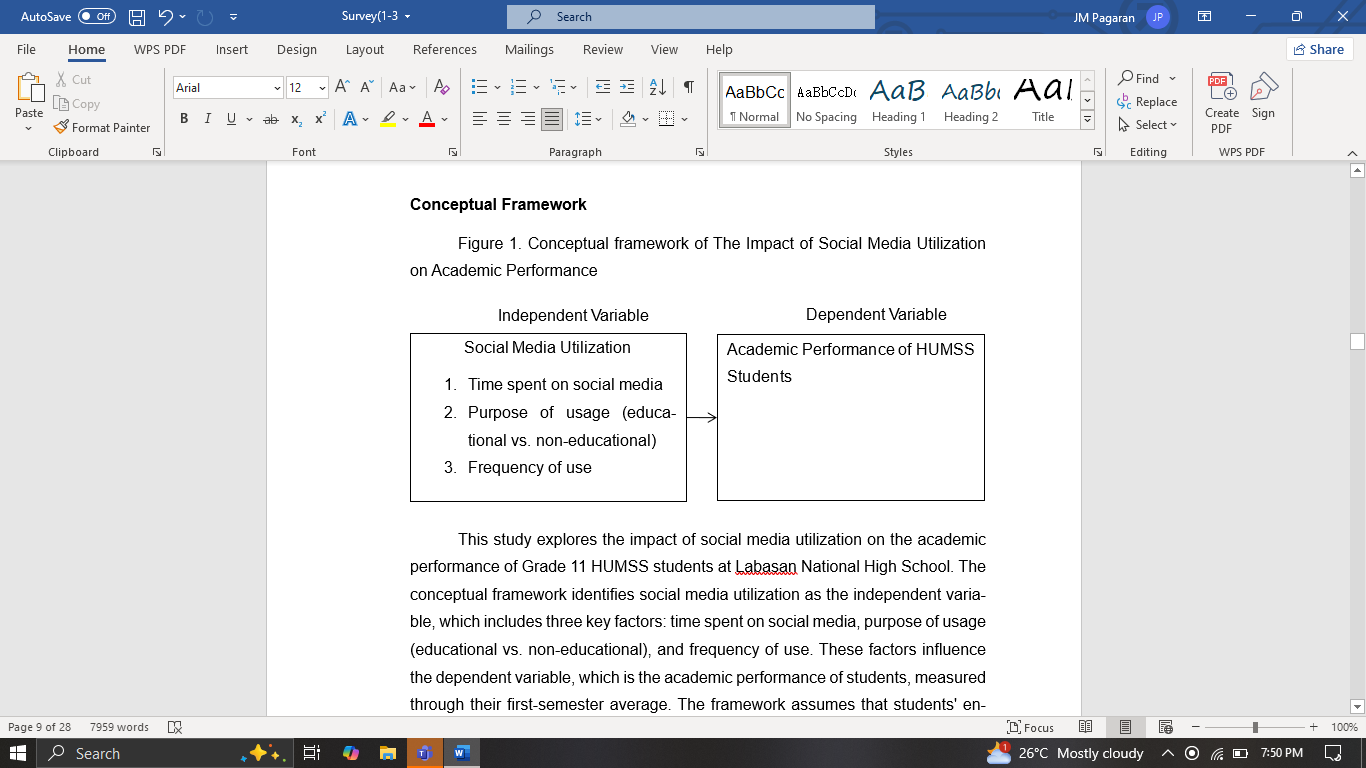 AutoSave Off Survey(1-3 Search JM Pagaran JP
File Home WPS PDF Insert Design Layout References Mailings Review View Help Share
Paste Cut Copy Format Painter
Arial 12 A^ A˅ Aa A
B I U ab x₂ x² A A
AaBbCc AaBbCcDc AaB AaBb( AaI
¶ Normal No Spacing Heading 1 Heading 2 Title
Find Replace Select
Create PDF Sign
Clipboard Font Paragraph Styles Editing WPS PDF
Conceptual Framework
Figure 1. Conceptual framework of The Impact of Social Media Utilization
on Academic Performance
Independent Variable Dependent Variable
Social Media Utilization
1. Time spent on social media
2. Purpose of usage (educa-
tional vs. non-educational)
3. Frequency of use
Academic Performance of HUMSS
Students
This study explores the impact of social media utilization on the academic
performance of Grade 11 HUMSS students at Labasan National High School. The
conceptual framework identifies social media utilization as the independent varia-
ble, which includes three key factors: time spent on social media, purpose of usage
(educational vs. non-educational), and frequency of use. These factors influence
the dependent variable, which is the academic performance of students, measured
through their first-semester average. The framework assumes that students' en-
Page 9 of 28 7959 words Focus 100%
Search 1 26°C Mostly cloudy 7:50 PM